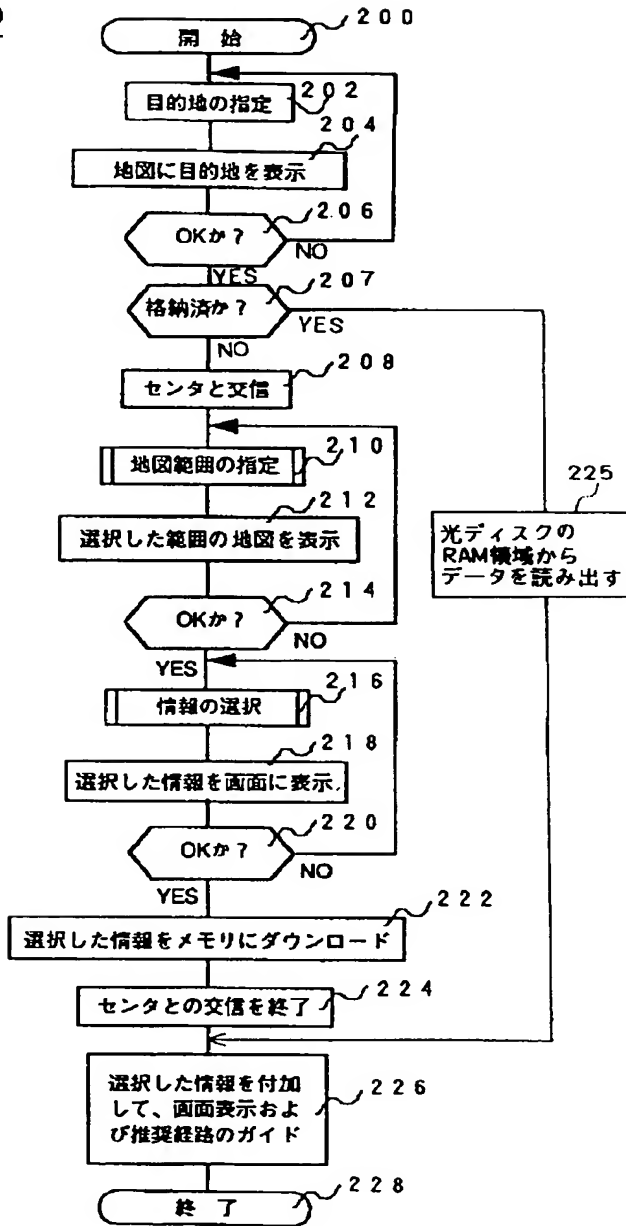 200
開 始
202
目的地の指定
204
地図に目的地を表示
206
OKか?
NO
YES
207
格納済か?
YES
NO
センタと交信
208
地図範囲の指定
210
212
選択した範囲の地図を表示
225
光ディスクの
RAM領域から
データを読み出す
214
OKか?
NO
YES
216
情報の選択
218
選択した情報を画面に表示
220
OKか?
NO
YES
222
選択した情報をメモリにダウンロード
224
センタとの交信を終了
選択した情報を付加
して、画面表示およ
び推奨経路のガイド
226
228
終 了